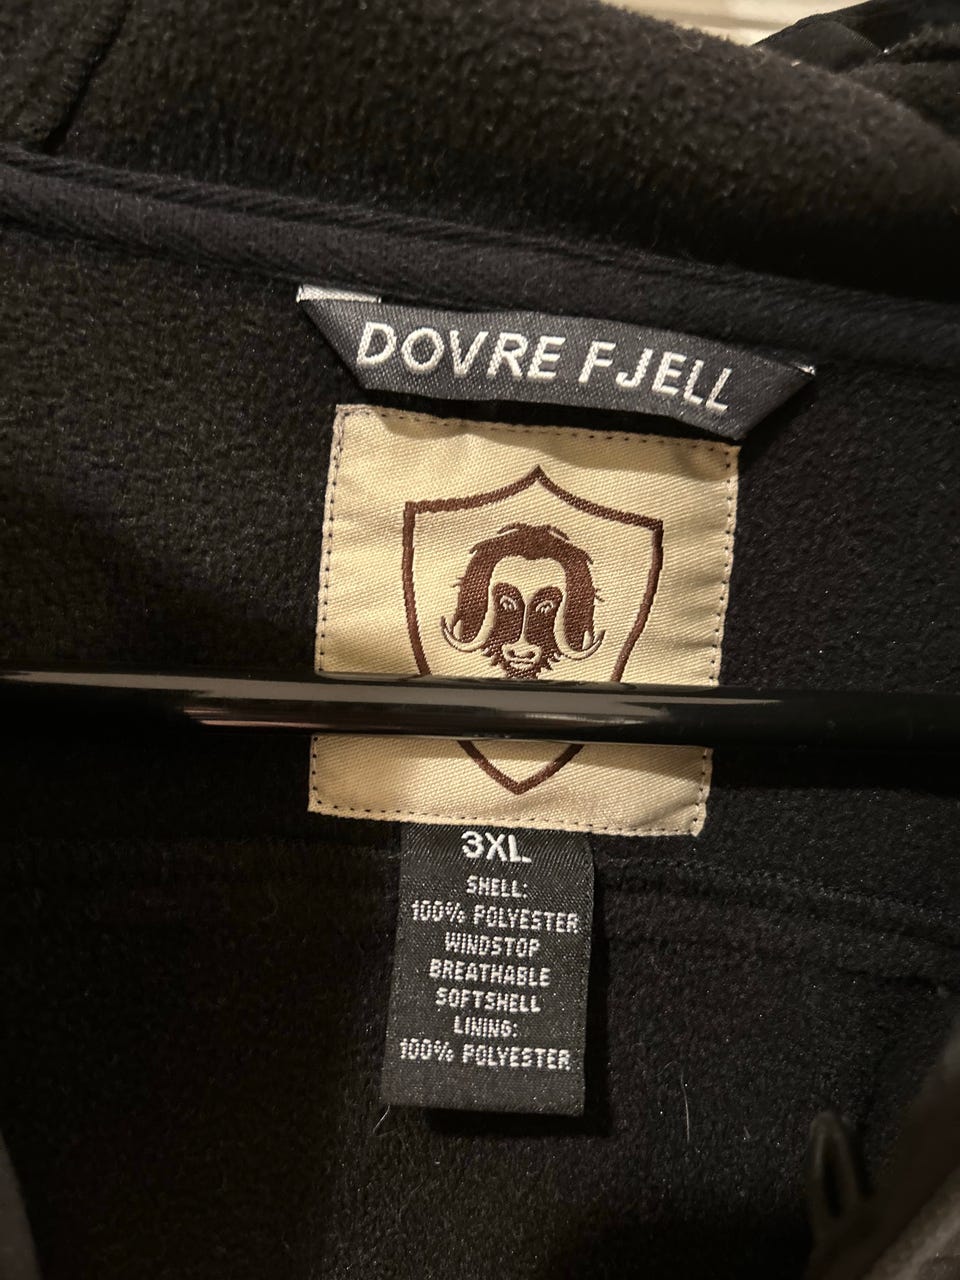 DOVRE FJELL
3XL
SHELL:
100% POLYESTER
WINDSTOP
BREATHABLE
SOFTSHELL
LINING:
100% POLYESTER